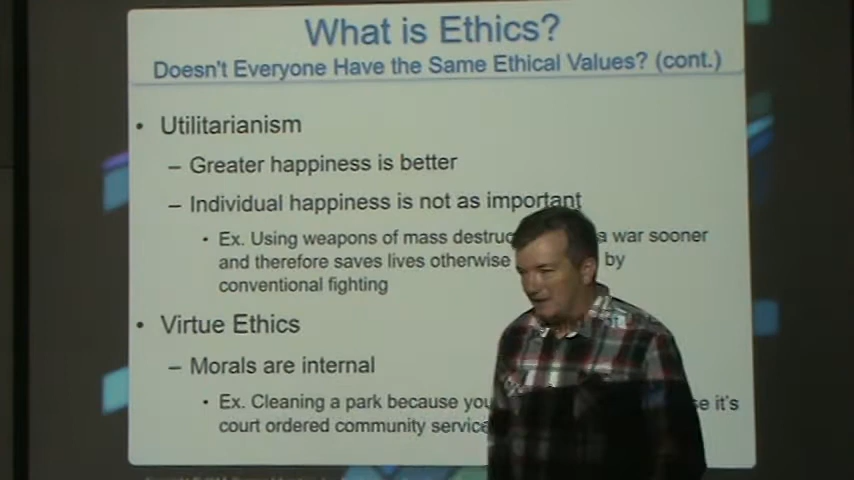 What is Ethics?
Doesn't Everyone Have the Same Ethical Values? (cont.)
• Utilitarianism
– Greater happiness is better
– Individual happiness is not as important
• Ex. Using weapons of mass destruc a war sooner
and therefore saves lives otherwise by
conventional fighting
• Virtue Ethics
– Morals are internal
• Ex. Cleaning a park because you se it's
court ordered community service